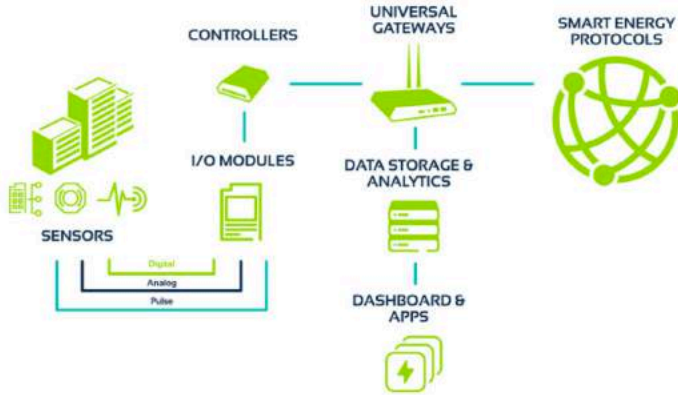 UNIVERSAL
GATEWAYS
SMART ENERGY
PROTOCOLS
CONTROLLERS
I/O MODULES
DATA STORAGE &
ANALYTICS
SENSORS
Digital
Analog
Pulse
DASHBOARD &
APPS